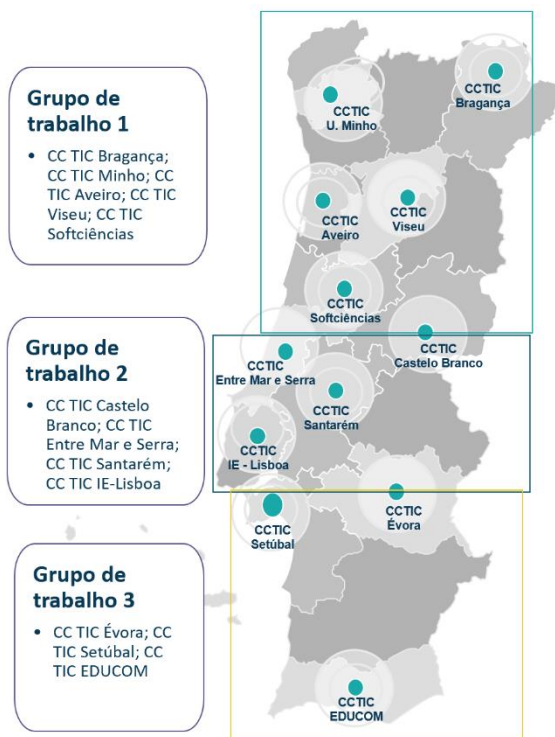 Grupo de
trabalho 1
• CC TIC Bragança;
CC TIC Minho; CC
TIC Aveiro; CC TIC
Viseu; CC TIC
Softciências
Grupo de
trabalho 2
• CC TIC Castelo
Branco; CC TIC
Entre Mar e Serra;
CC TIC Santarém;
CC TIC IE-Lisboa
Grupo de
trabalho 3
• CC TIC Évora; CC
TIC Setúbal; CC
TIC EDUCOM
CCTIC
U. Minho
CCTIC
Bragança
CCTIC
Aveiro
CCTIC
Viseu
CCTIC
Softciências
CCTIC
Castelo Branco
CCTIC
Entre Mar e Serra
CCTIC
Santarém
CCTIC
IE - Lisboa
CCTIC
Évora
CCTIC
Setúbal
CCTIC
EDUCOM